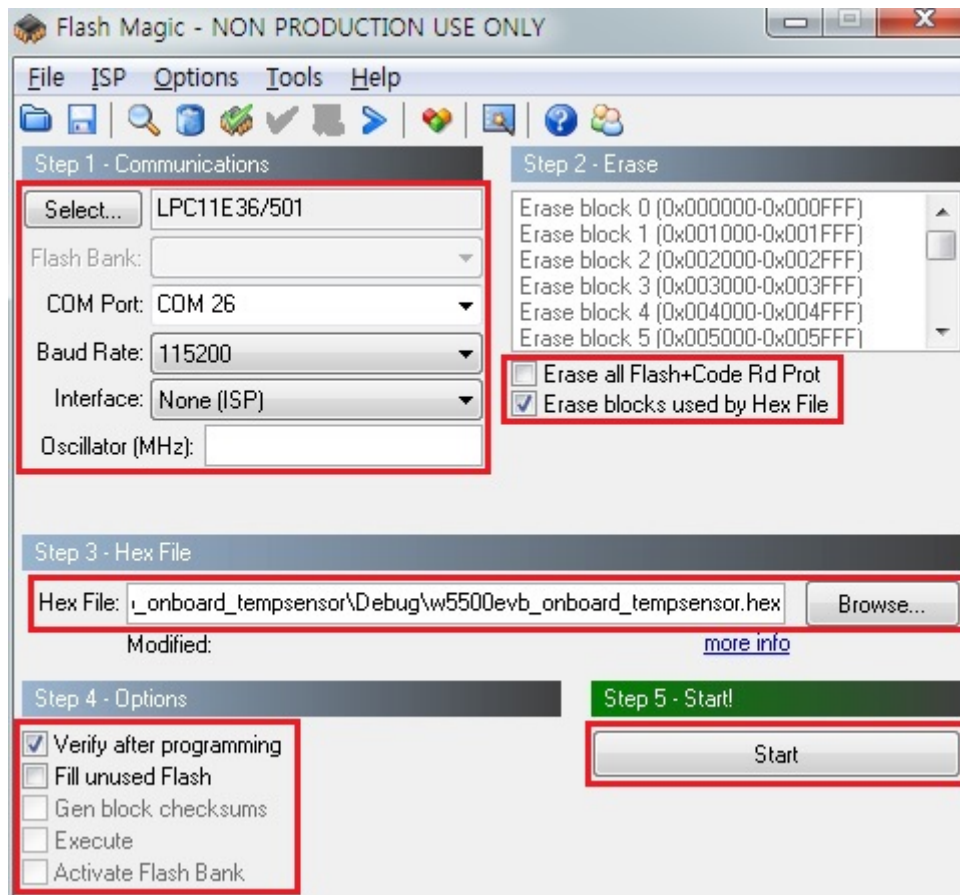 Flash Magic - NON PRODUCTION USE ONLY
File ISP Options Tools Help
Step 1 - Communications
Select... LPC11E36/501
Flash Bank:
COM Port: COM 26
Baud Rate: 115200
Interface: None (ISP)
Oscillator (MHz):
Step 2 - Erase
Erase block 0 (0x000000-0x000FFF)
Erase block 1 (0x001000-0x001FFF)
Erase block 2 (0x002000-0x002FFF)
Erase block 3 (0x003000-0x003FFF)
Erase block 4 (0x004000-0x004FFF)
Erase block 5 (0x005000-0x005FFF)
Erase all Flash+Code Rd Prot
Erase blocks used by Hex File
Step 3 - Hex File
Hex File: _onboard_tempsensor\Debug\w5500evb_onboard_tempsensor.hex Browse...
Modified: more info
Step 4 - Options
Verify after programming
Fill unused Flash
Gen block checksums
Execute
Activate Flash Bank
Step 5 - Start!
Start